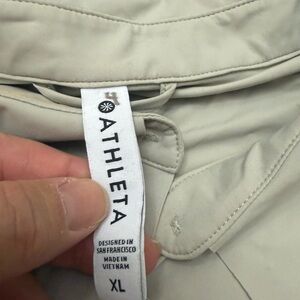 ATHLETA
DESIGNED IN
SAN FRANCISCO
MADE IN
VIETNAM
XL